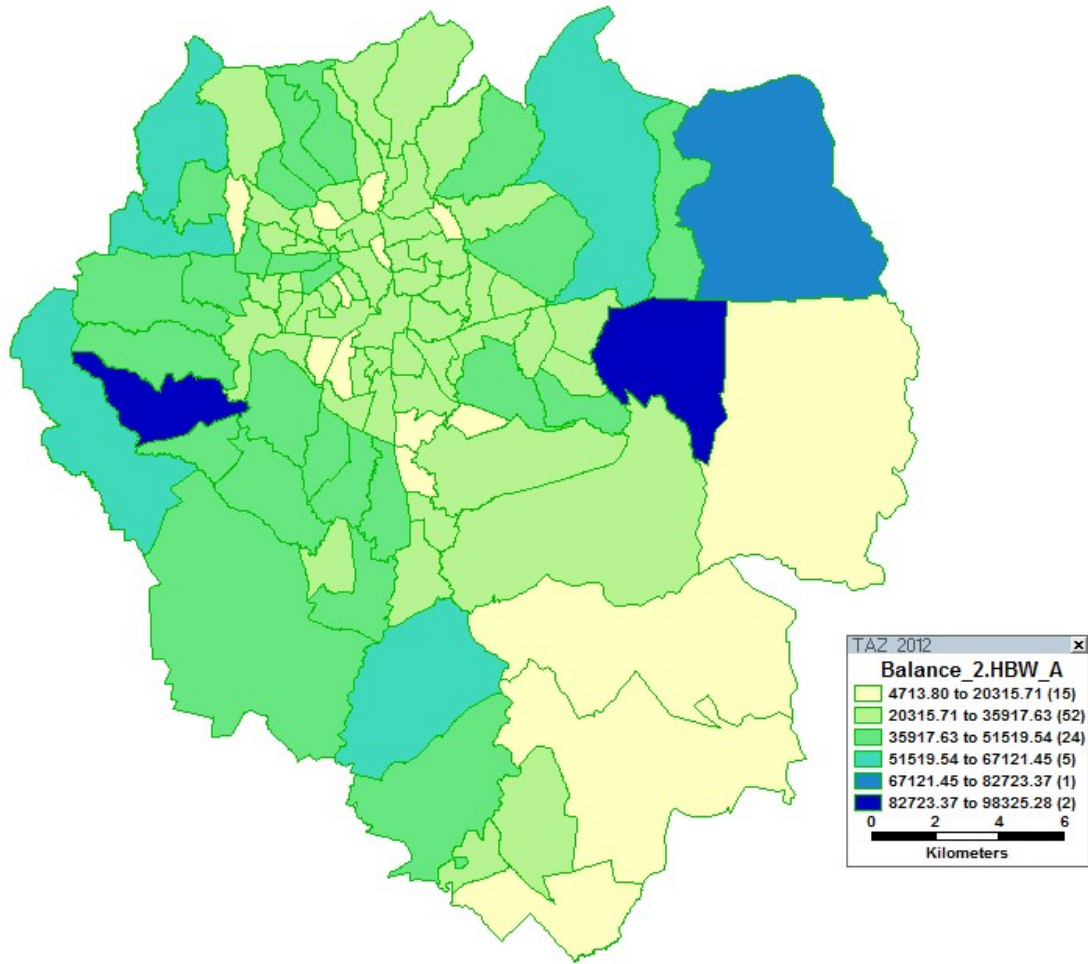 TAZ 2012
Balance_2.HBW_A
4713.80 to 20315.71 (15)
20315.71 to 35917.63 (52)
35917.63 to 51519.54 (24)
51519.54 to 67121.45 (5)
67121.45 to 82723.37 (1)
82723.37 to 98325.28 (2)
0 2 4 6
Kilometers